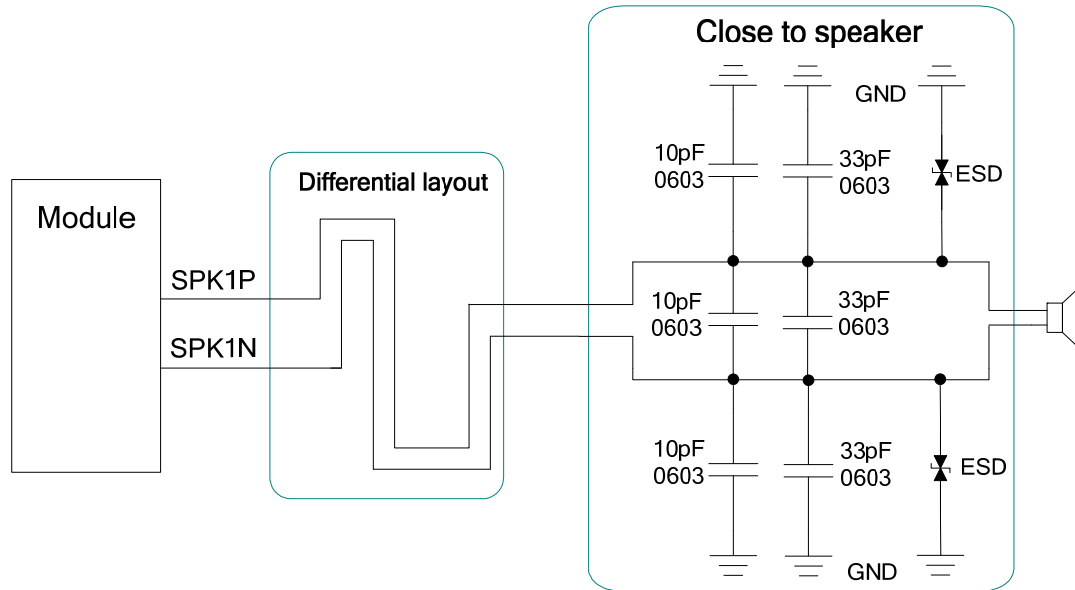 Close to speaker
GND
10pF
0603
33pF
0603
ESD
Differential layout
Module
SPK1P
10pF
0603
33pF
0603
SPK1N
10pF
0603
33pF
0603
ESD
GND